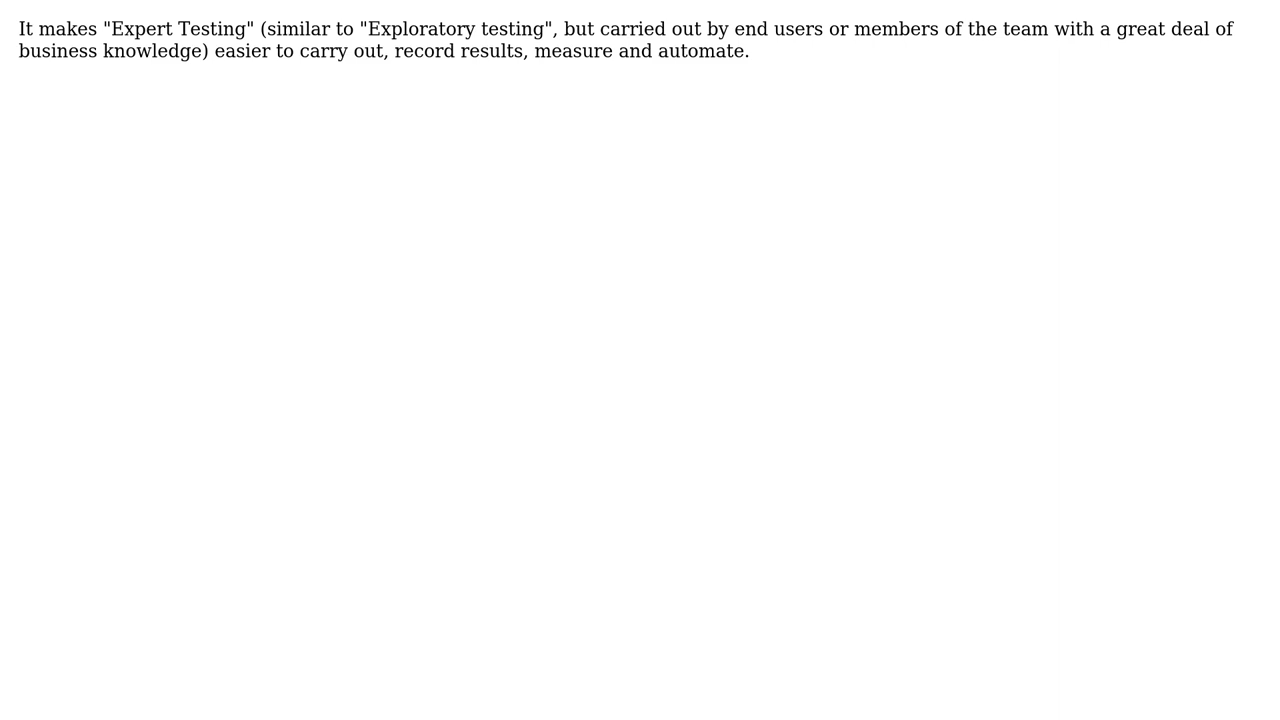 It makes "Expert Testing" (similar to "Exploratory testing", but carried out by end users or members of the team with a great deal of
business knowledge) easier to carry out, record results, measure and automate.